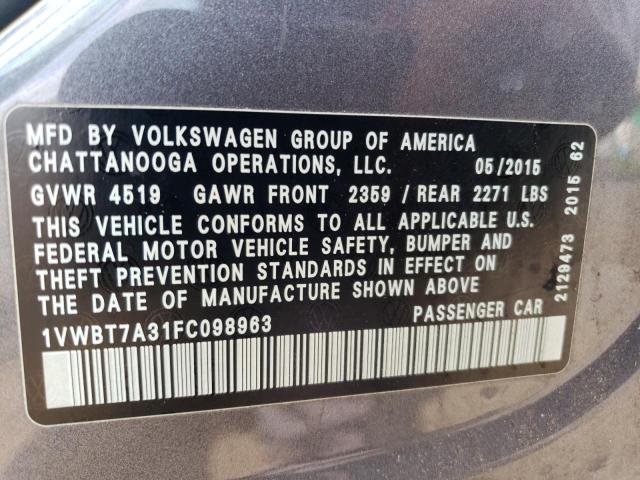 MFD BY VOLKSWAGEN GROUP OF AMERICA
CHATTANOOGA OPERATIONS, LLC. 05/2015
GVWR 4519 GAWR FRONT 2359 / REAR 2271 LBS
THIS VEHICLE CONFORMS TO ALL APPLICABLE U.S.
FEDERAL MOTOR VEHICLE SAFETY, BUMPER AND
THEFT PREVENTION STANDARDS IN EFFECT ON
THE DATE OF MANUFACTURE SHOWN ABOVE
1VWBT7A31FC098963 PASSENGER CAR
2129473 2015 62